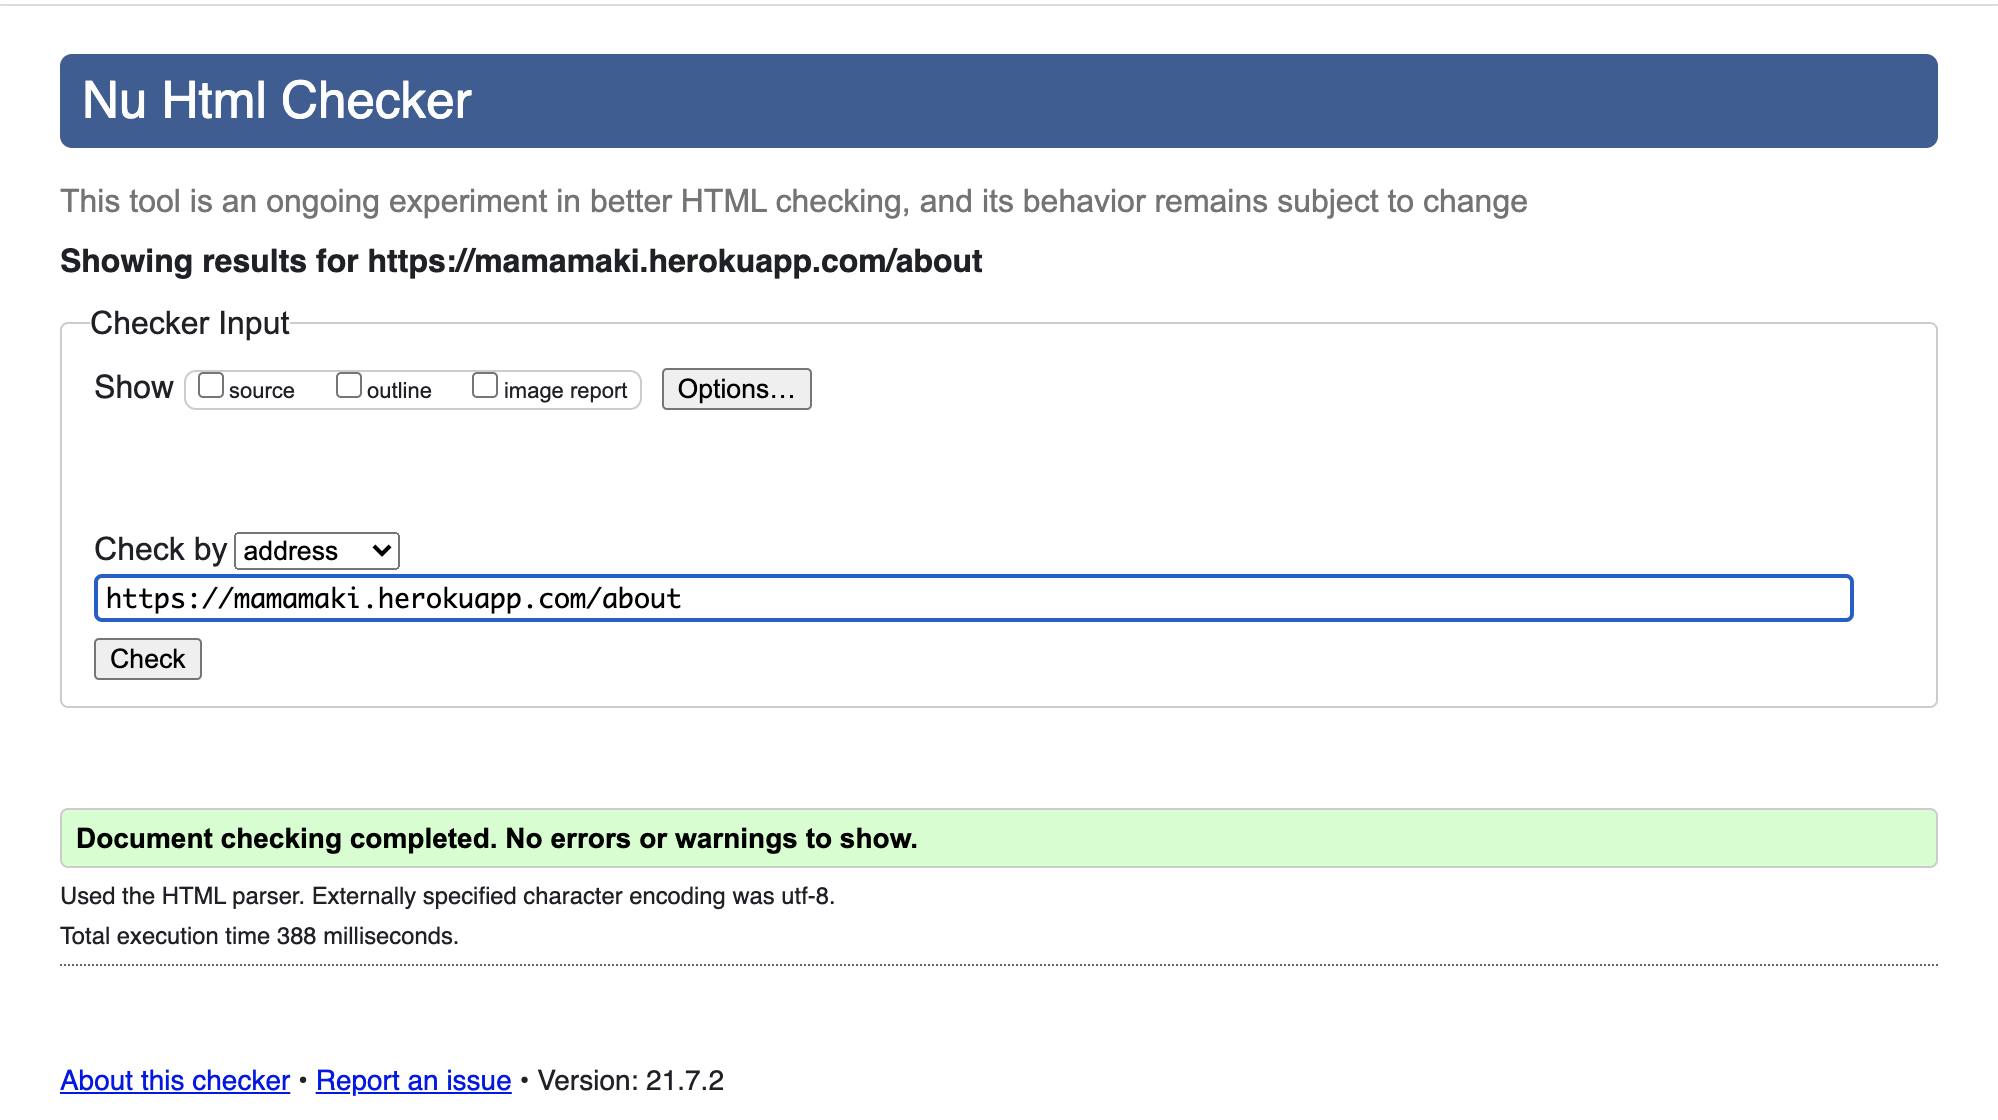 Nu Html Checker
This tool is an ongoing experiment in better HTML checking, and its behavior remains subject to change
Showing results for https://mamamaki.herokuapp.com/about
Checker Input
Show source outline image report Options...
Check by address
https://mamamaki.herokuapp.com/about
Check
Document checking completed. No errors or warnings to show.
Used the HTML parser. Externally specified character encoding was utf-8.
Total execution time 388 milliseconds.
About this checker • Report an issue • Version: 21.7.2